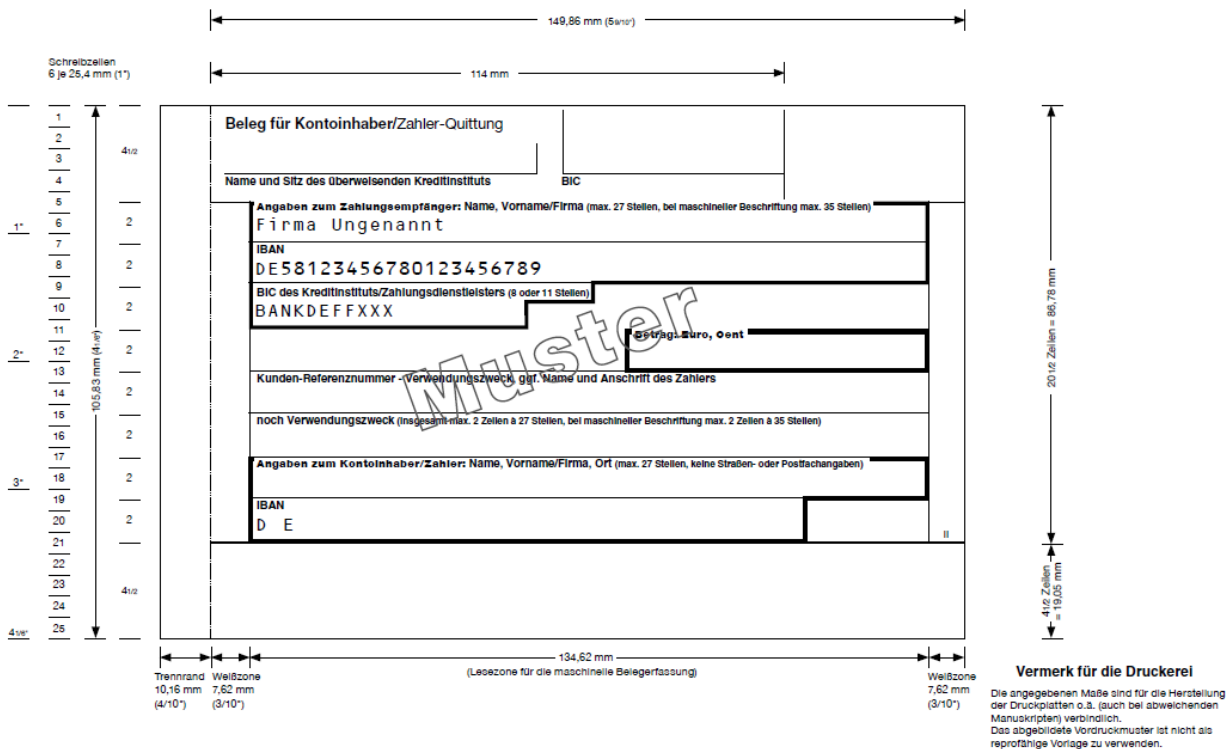 149,86 mm (5 9/10")
Schreibzeilen
6 je 25,4 mm (1")
114 mm
Beleg für Kontoinhaber/Zahler-Quittung
Name und Sitz des überweisenden Kreditinstituts BIC
Angaben zum Zahlungsempfänger: Name, Vorname/Firma (max. 27 Stellen, bei maschineller Beschriftung max. 35 Stellen)
Firma Ungenannt
IBAN
DE58123456780123456789
BIC des Kreditinstituts/Zahlungsdienstleisters (8 oder 11 Stellen)
BANKDEFFXXX
Betrag: Euro, Cent
Muster
Kunden-Referenznummer - Verwendungszweck, ggf. Name und Anschrift des Zahlers
noch Verwendungszweck (insgesamt max. 2 Zeilen à 27 Stellen, bei maschineller Beschriftung max. 2 Zeilen à 35 Stellen)
Angaben zum Kontoinhaber/Zahler: Name, Vorname/Firma, Ort (max. 27 Stellen, keine Straßen- oder Postfachangaben)
IBAN
D E
II
1"
2"
3"
4 1/6"
1
2
3
4
5
6
7
8
9
10
11
12
13
14
15
16
17
18
19
20
21
22
23
24
25
105,83 mm (4 1/6")
4 1/2
2
2
2
2
2
2
2
2
4 1/2
20 1/2 Zeilen = 86,78 mm
4 1/2 Zeilen
= 19,05 mm
134,62 mm
(Lesezone für die maschinelle Belegerfassung)
Trennrand
10,16 mm
(4/10")
Weißzone
7,62 mm
(3/10")
Weißzone
7,62 mm
(3/10")
Vermerk für die Druckerei
Die angegebenen Maße sind für die Herstellung
der Druckplatten o.ä. (auch bei abweichenden
Manuskripten) verbindlich.
Das abgebildete Vordruckmuster ist nicht als
reprofähige Vorlage zu verwenden.